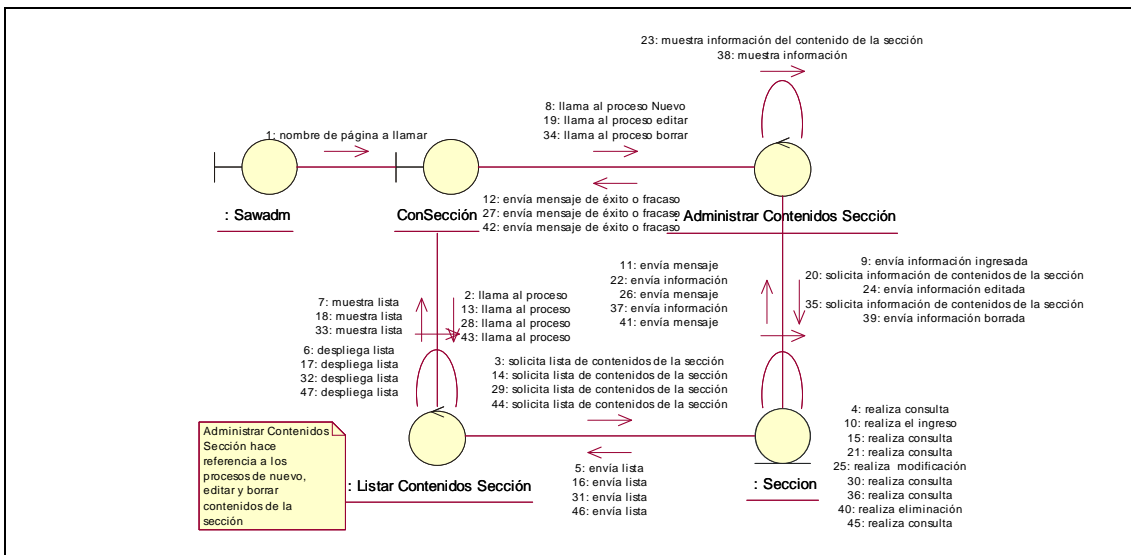 23: muestra información del contenido de la sección
38: muestra información
8: llama al proceso Nuevo
19: llama al proceso editar
34: llama al proceso borrar
1: nombre de página a llamar
12: envía mensaje de éxito o fracaso
27: envía mensaje de éxito o fracaso
42: envía mensaje de éxito o fracaso
: Sawadm
ConSección
: Administrar Contenidos Sección
11: envía mensaje
22: envía información
26: envía mensaje
37: envía información
41: envía mensaje
9: envía información ingresada
20: solicita información de contenidos de la sección
24: envía información editada
35: solicita información de contenidos de la sección
39: envía información borrada
7: muestra lista
18: muestra lista
33: muestra lista
2: llama al proceso
13: llama al proceso
28: llama al proceso
43: llama al proceso
6: despliega lista
17: despliega lista
32: despliega lista
47: despliega lista
3: solicita lista de contenidos de la sección
14: solicita lista de contenidos de la sección
29: solicita lista de contenidos de la sección
44: solicita lista de contenidos de la sección
Administrar Contenidos
Sección hace
referencia a los
procesos de nuevo,
editar y borrar
contenidos de la
sección
: Listar Contenidos Sección
5: envía lista
16: envía lista
31: envía lista
46: envía lista
: Seccion
4: realiza consulta
10: realiza el ingreso
15: realiza consulta
21: realiza consulta
25: realiza modificación
30: realiza consulta
36: realiza consulta
40: realiza eliminación
45: realiza consulta